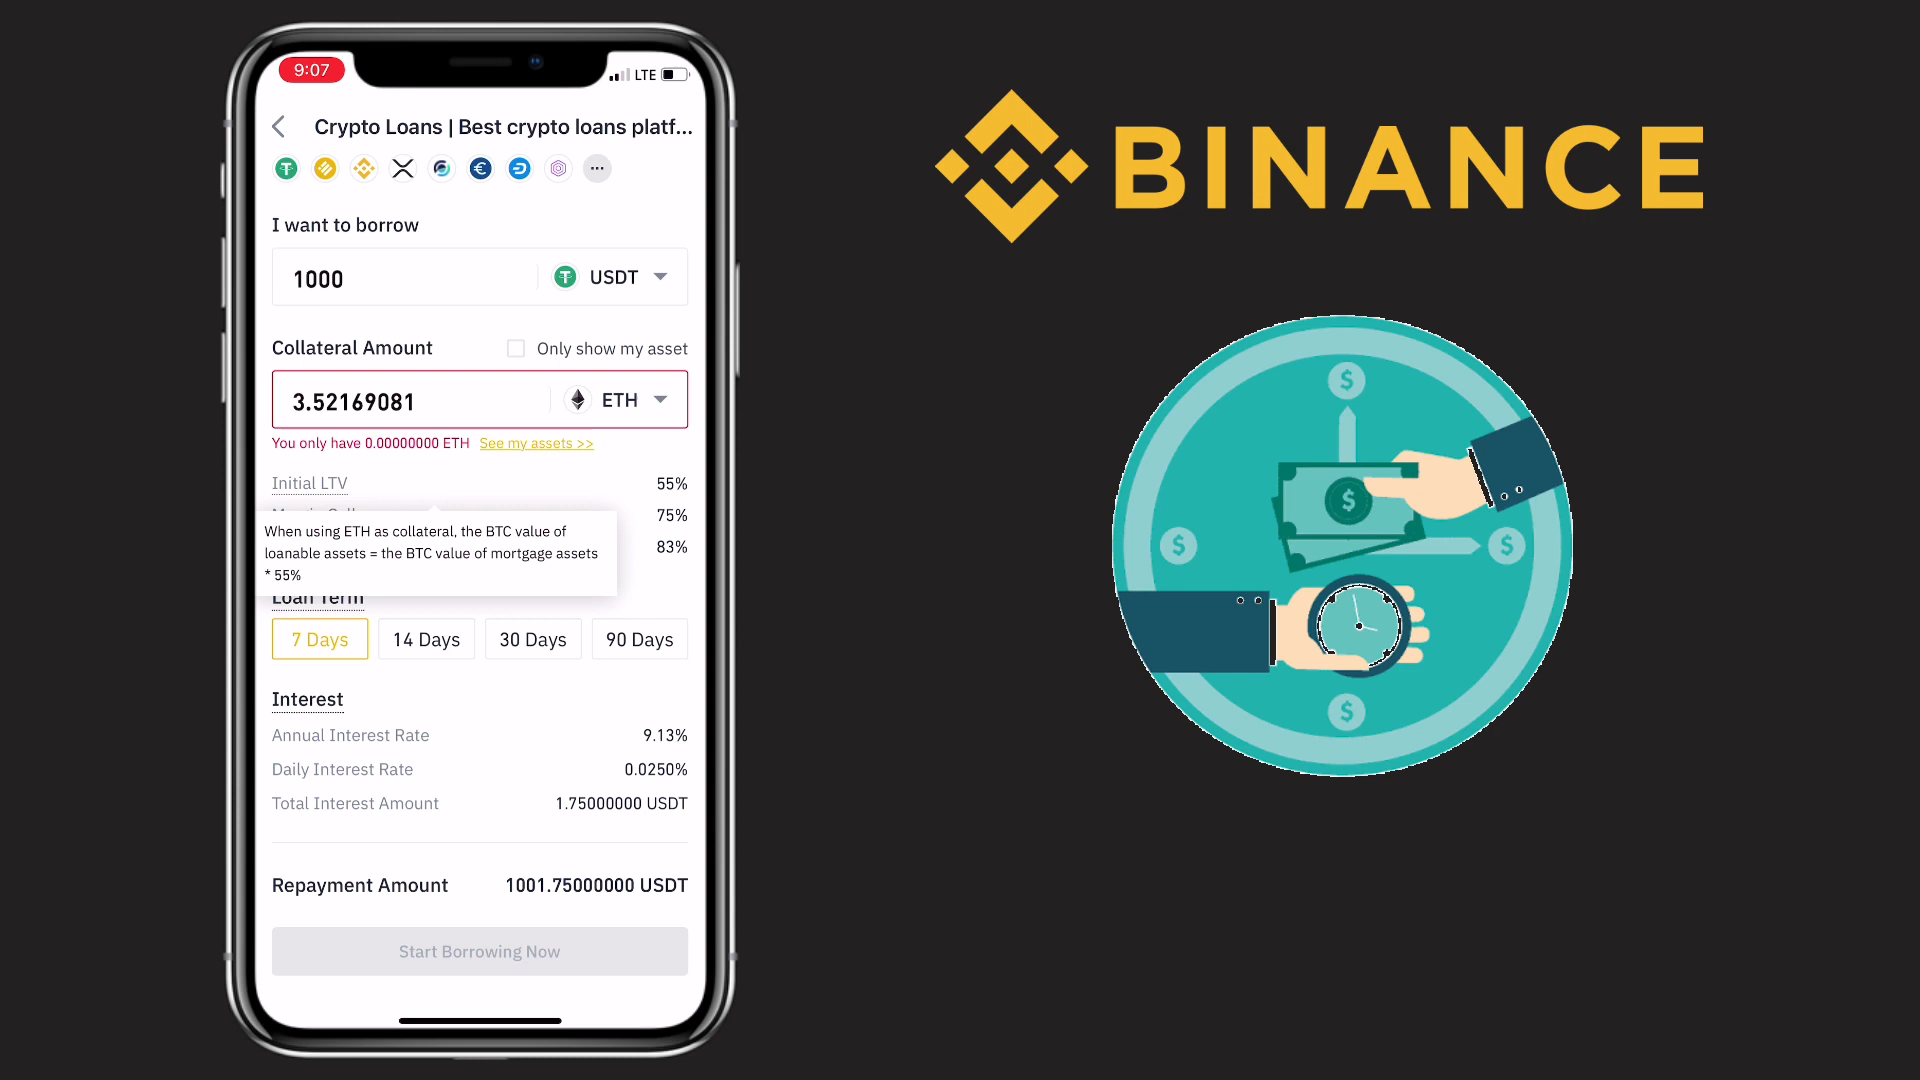 9:07
LTE
Crypto Loans | Best crypto loans platf...
I want to borrow
1000
USDT
Collateral Amount
Only show my asset
3.52169081
ETH
You only have 0.00000000 ETH See my assets >>
Initial LTV 55%
75%
When using ETH as collateral, the BTC value of
loanable assets = the BTC value of mortgage assets
* 55%
83%
Loan Term
7 Days
14 Days
30 Days
90 Days
Interest
Annual Interest Rate 9.13%
Daily Interest Rate 0.0250%
Total Interest Amount 1.75000000 USDT
Repayment Amount 1001.75000000 USDT
Start Borrowing Now
BINANCE